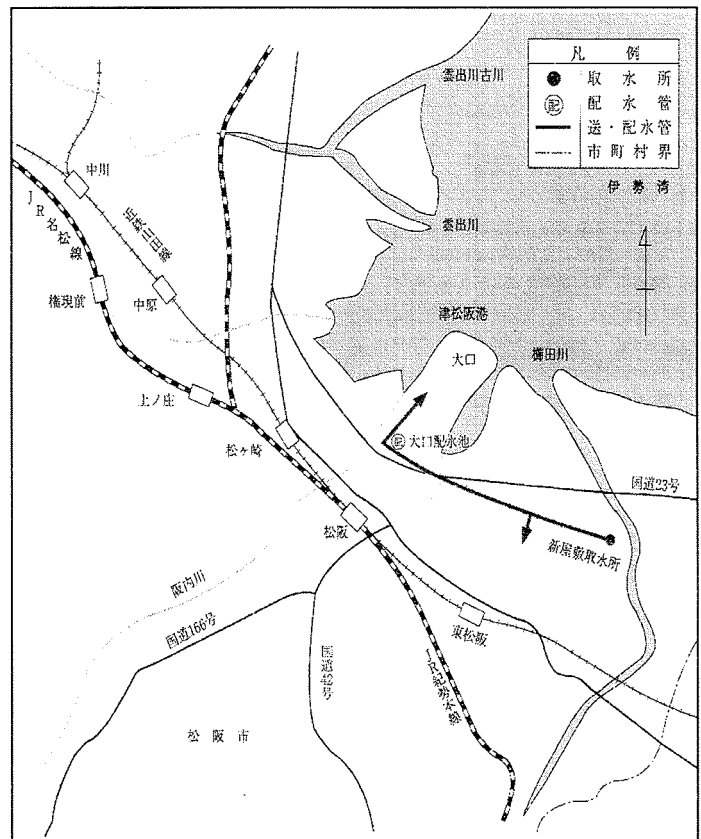 凡例
取水所
配 配水管
送・配水管
市町村界
雲出川古川
伊勢湾
雲出川
中川
JR名松線
近鉄山田線
権現前
中原
津松阪港
大口
櫛田川
上ノ庄
松ヶ崎
配 大口配水池
国道23号
松阪
新屋敷取水所
阪内川
国道166号
国道42号
東松阪
JR紀勢本線
松阪市